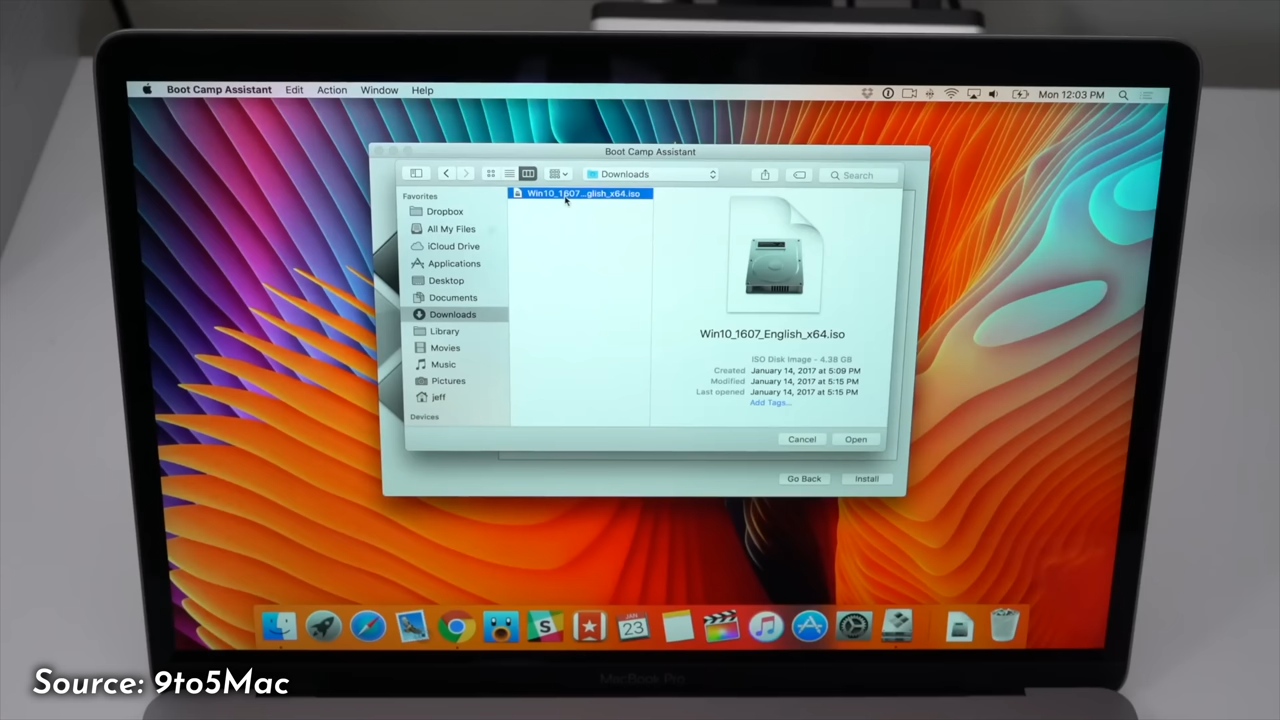 Boot Camp Assistant Edit Action Window Help Mon 12:03 PM
Boot Camp Assistant
Downloads
Search
Favorites
Dropbox
All My Files
iCloud Drive
Applications
Desktop
Documents
Downloads
Library
Movies
Music
Pictures
jeff
Devices
Win10_1607...glish_x64.iso
Win10_1607_English_x64.iso
ISO Disk Image - 4.38 GB
Created January 14, 2017 at 5:09 PM
Modified January 14, 2017 at 5:15 PM
Last opened January 14, 2017 at 5:15 PM
Add Tags...
Cancel Open
Go Back Install
JAN
23
S
MacBook Pro
Source: 9to5Mac